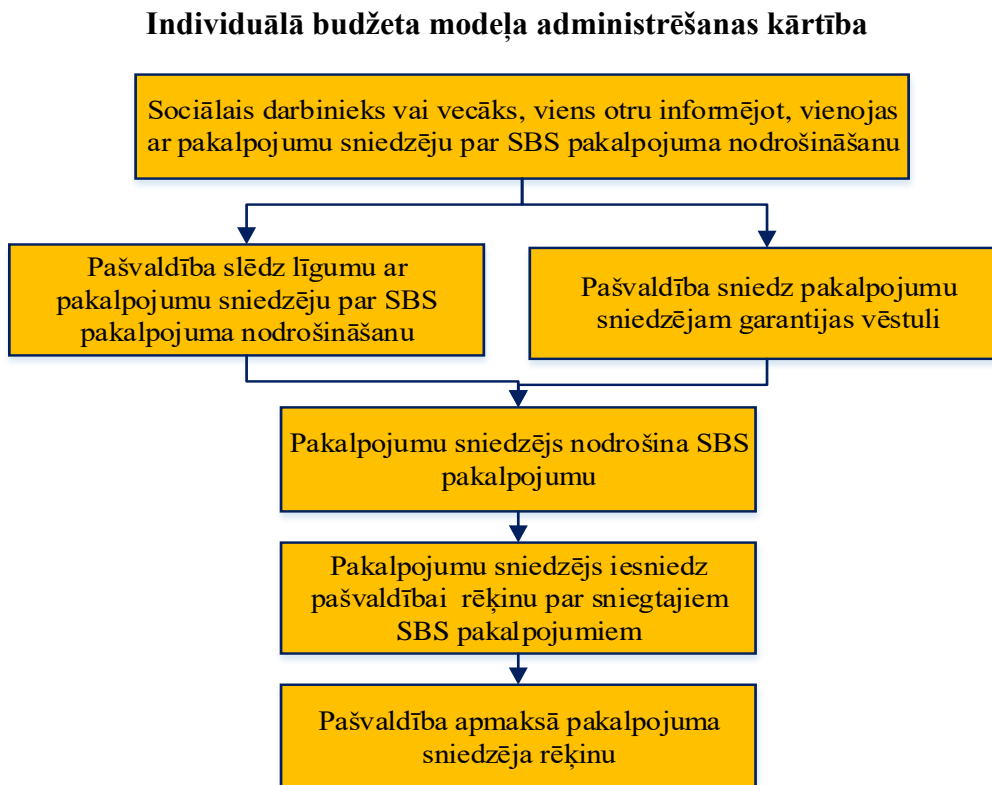 Individuālā budžeta modeļa administrēšanas kārtība
Sociālais darbinieks vai vecāks, viens otru informējot, vienojas
ar pakalpojumu sniedzēju par SBS pakalpojuma nodrošināšanu
Pašvaldība slēdz līgumu ar
pakalpojumu sniedzēju par SBS
pakalpojuma nodrošināšanu
Pašvaldība sniedz pakalpojumu
sniedzējam garantijas vēstuli
Pakalpojumu sniedzējs nodrošina SBS
pakalpojumu
Pakalpojumu sniedzējs iesniedz
pašvaldībai rēķinu par sniegtajiem
SBS pakalpojumiem
Pašvaldība apmaksā pakalpojuma
sniedzēja rēķinu